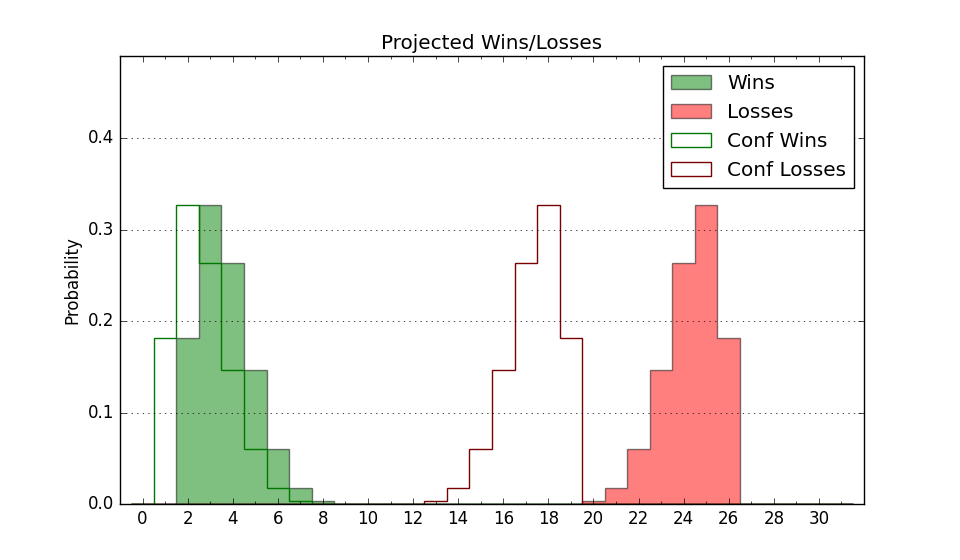 Projected Wins/Losses
Wins
Losses
Conf Wins
Conf Losses
Probability
0.4
0.3
0.2
0.1
0.0
0 2 4 6 8 10 12 14 16 18 20 22 24 26 28 30